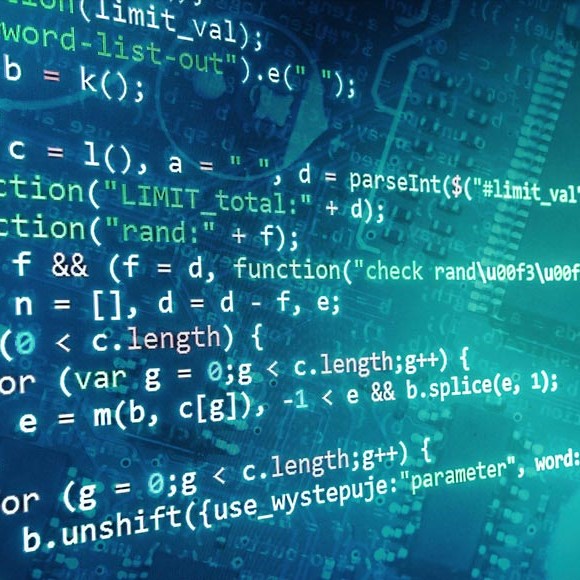 ion(limit_val);
word-list-out").e(" ");
b = k();
c = l(), a = " ", d = parseInt($("#limit_val"
ction("LIMIT_total:" + d);
ction("rand:" + f);
f && (f = d, function("check rand\u00f3\u00f
n = [], d = d - f, e;
(0 < c.length) {
or (var g = 0;g < c.length;g++) {
e = m(b, c[g]), -1 < e && b.splice(e, 1);
or (g = 0;g < c.length;g++) {
b.unshift({use_wystepuje:"parameter", word: